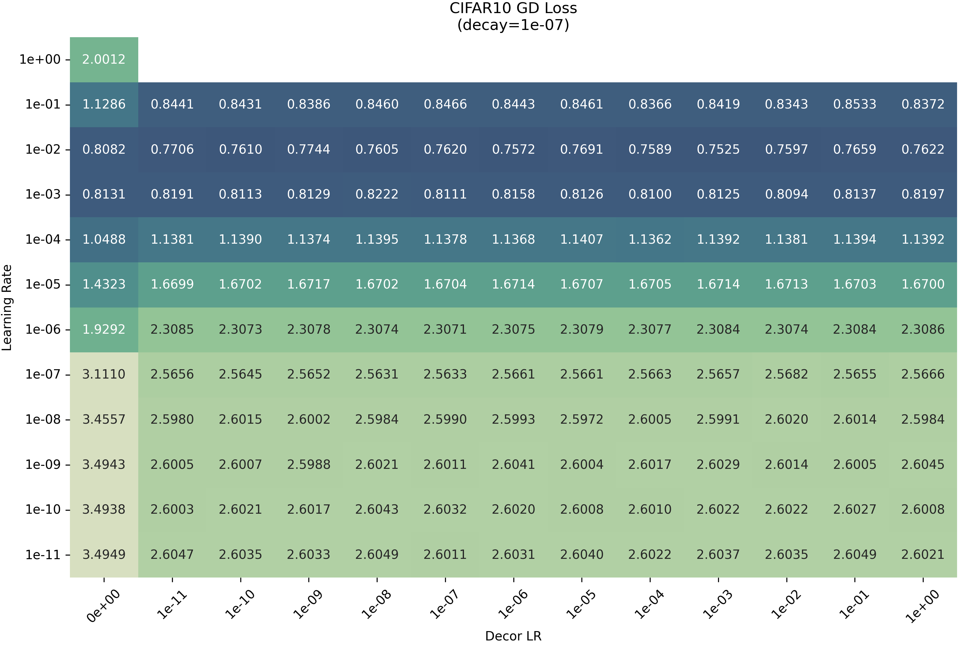 CIFAR10 GD Loss
(decay=1e-07)
Learning Rate
1e+00 2.0012
1e-01 1.1286 0.8441 0.8431 0.8386 0.8460 0.8466 0.8443 0.8461 0.8366 0.8419 0.8343 0.8533 0.8372
1e-02 0.8082 0.7706 0.7610 0.7744 0.7605 0.7620 0.7572 0.7691 0.7589 0.7525 0.7597 0.7659 0.7622
1e-03 0.8131 0.8191 0.8113 0.8129 0.8222 0.8111 0.8158 0.8126 0.8100 0.8125 0.8094 0.8137 0.8197
1e-04 1.0488 1.1381 1.1390 1.1374 1.1395 1.1378 1.1368 1.1407 1.1362 1.1392 1.1381 1.1394 1.1392
1e-05 1.4323 1.6699 1.6702 1.6717 1.6702 1.6704 1.6714 1.6707 1.6705 1.6714 1.6713 1.6703 1.6700
1e-06 1.9292 2.3085 2.3073 2.3078 2.3074 2.3071 2.3075 2.3079 2.3077 2.3084 2.3074 2.3084 2.3086
1e-07 3.1110 2.5656 2.5645 2.5652 2.5631 2.5633 2.5661 2.5661 2.5663 2.5657 2.5682 2.5655 2.5666
1e-08 3.4557 2.5980 2.6015 2.6002 2.5984 2.5990 2.5993 2.5972 2.6005 2.5991 2.6020 2.6014 2.5984
1e-09 3.4943 2.6005 2.6007 2.5988 2.6021 2.6011 2.6041 2.6004 2.6017 2.6029 2.6014 2.6005 2.6045
1e-10 3.4938 2.6003 2.6021 2.6017 2.6043 2.6032 2.6020 2.6008 2.6010 2.6022 2.6022 2.6027 2.6008
1e-11 3.4949 2.6047 2.6035 2.6033 2.6049 2.6011 2.6031 2.6040 2.6022 2.6037 2.6035 2.6049 2.6021
0e+00 1e-11 1e-10 1e-09 1e-08 1e-07 1e-06 1e-05 1e-04 1e-03 1e-02 1e-01 1e+00
Decor LR